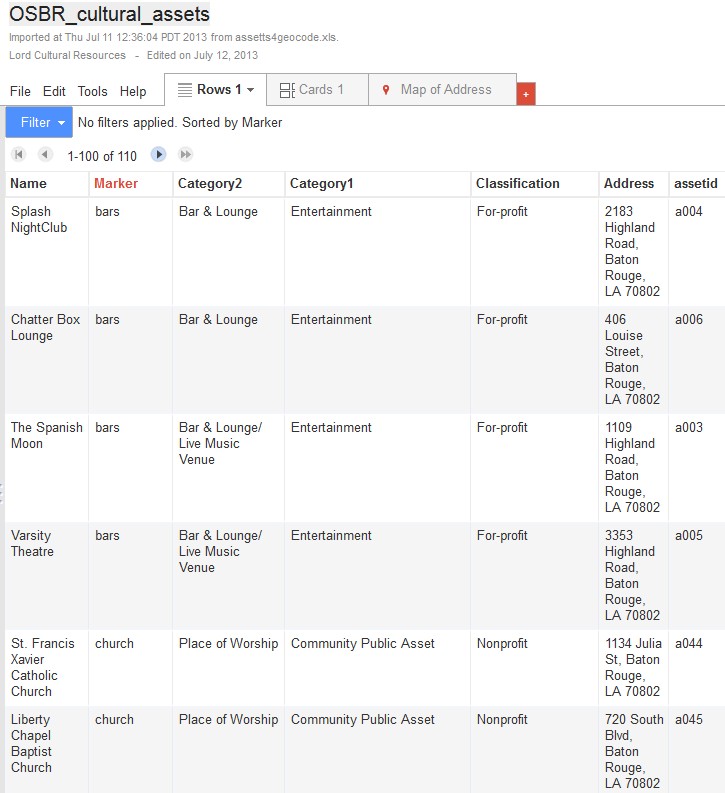 OSBR_cultural_assets
Imported at Thu Jul 11 12:36:04 PDT 2013 from assetts4geocode.xls.
Lord Cultural Resources - Edited on July 12, 2013
File Edit Tools Help Rows 1 Cards 1 Map of Address +
Filter No filters applied. Sorted by Marker
1-100 of 110
Name Marker Category2 Category1 Classification Address assetid
Splash bars Bar & Lounge Entertainment For-profit 2183 a004
NightClub Highland
Road,
Baton
Rouge,
LA 70802
Chatter Box bars Bar & Lounge Entertainment For-profit 406 a006
Lounge Louise
Street,
Baton
Rouge,
LA 70802
The Spanish bars Bar & Lounge/ Entertainment For-profit 1109 a003
Moon Live Music Highland
Venue Road,
Baton
Rouge,
LA 70802
Varsity bars Bar & Lounge/ Entertainment For-profit 3353 a005
Theatre Live Music Highland
Venue Road,
Baton
Rouge,
LA 70802
St. Francis church Place of Worship Community Public Asset Nonprofit 1134 Julia a044
Xavier St, Baton
Catholic Rouge,
Church LA 70802
Liberty church Place of Worship Community Public Asset Nonprofit 720 South a045
Chapel Blvd,
Baptist Baton
Church Rouge,
LA 70802